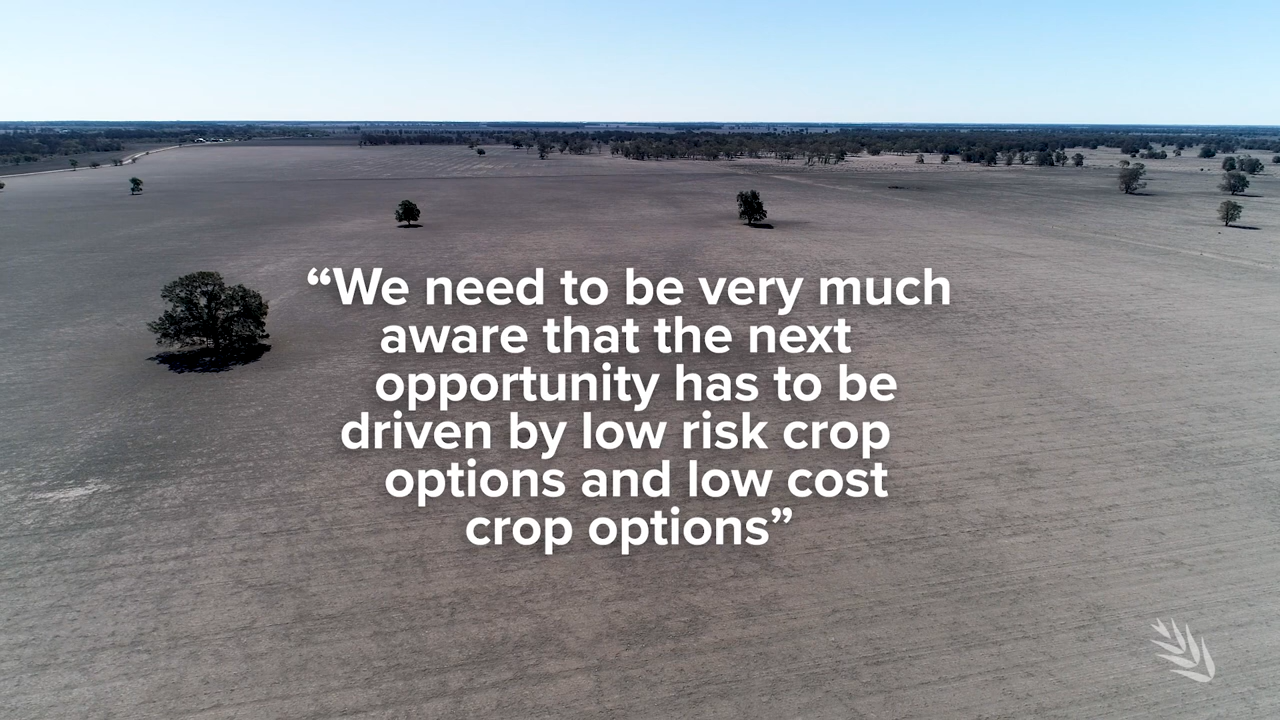 “We need to be very much
aware that the next
opportunity has to be
driven by low risk crop
options and low cost
crop options”